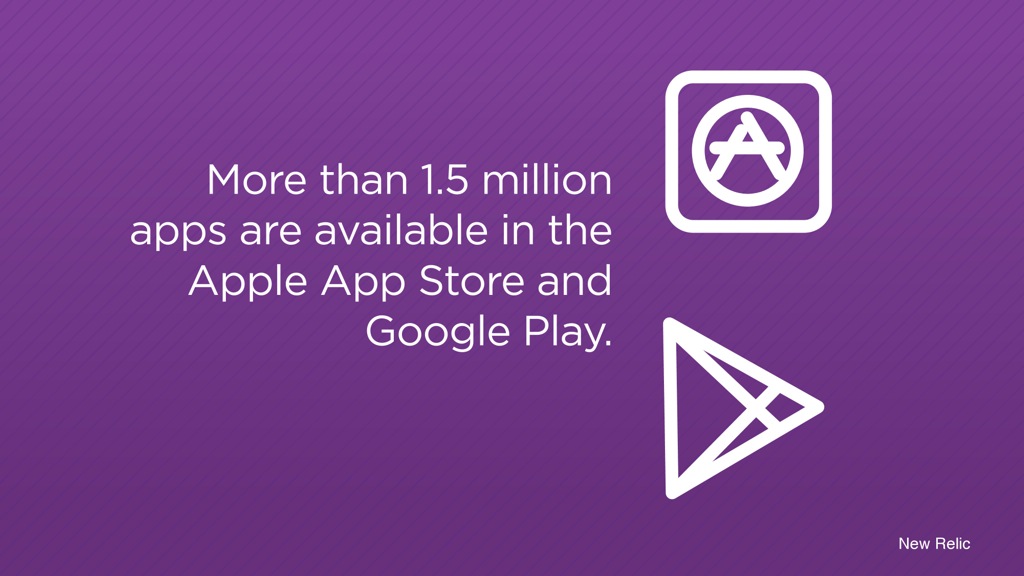 More than 1.5 million
apps are available in the
Apple App Store and
Google Play.
New Relic